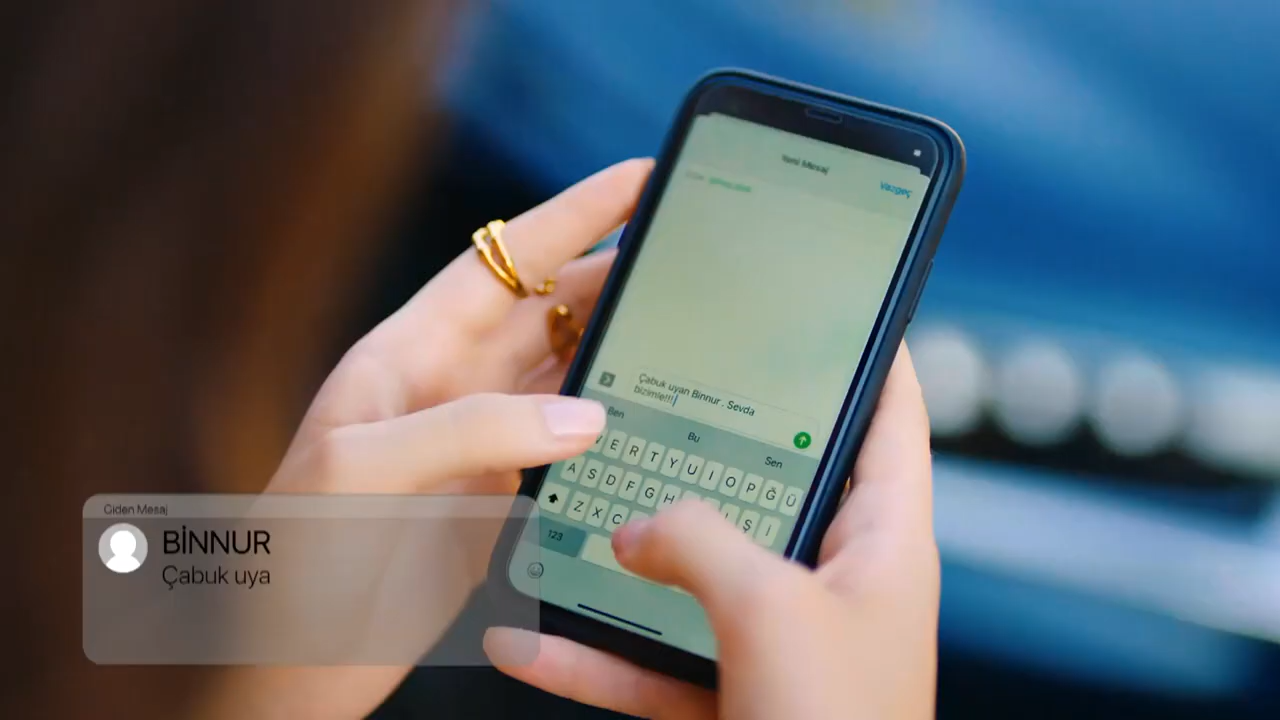 Yeni Mesaj
Vazgeç
Çabuk uyan Binnur . Sevda
bizimle!!!
Ben
Bu
Sen
E R T Y U I O P Ğ Ü
A S D F G H Ş İ
Z X C
123
Giden Mesaj
BİNNUR
Çabuk uya